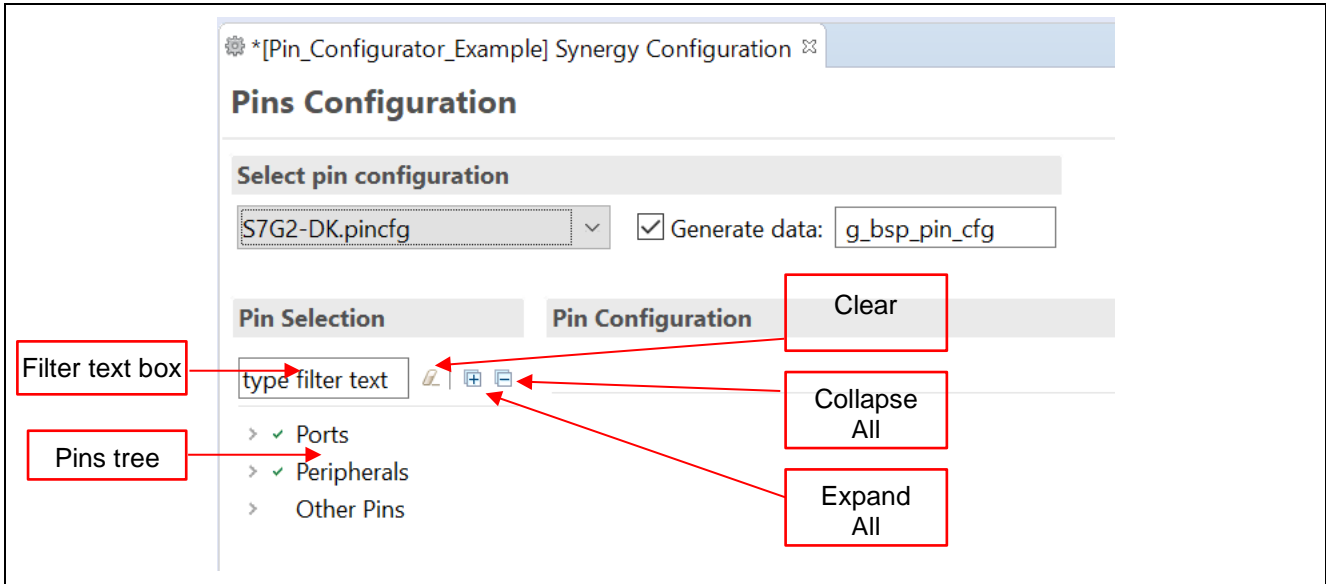 *[Pin_Configurator_Example] Synergy Configuration
Pins Configuration
Select pin configuration
S7G2-DK.pincfg
Generate data:
g_bsp_pin_cfg
Pin Selection
Pin Configuration
Clear
Filter text box
type filter text
Collapse
All
Ports
Pins tree
Peripherals
Expand
All
Other Pins